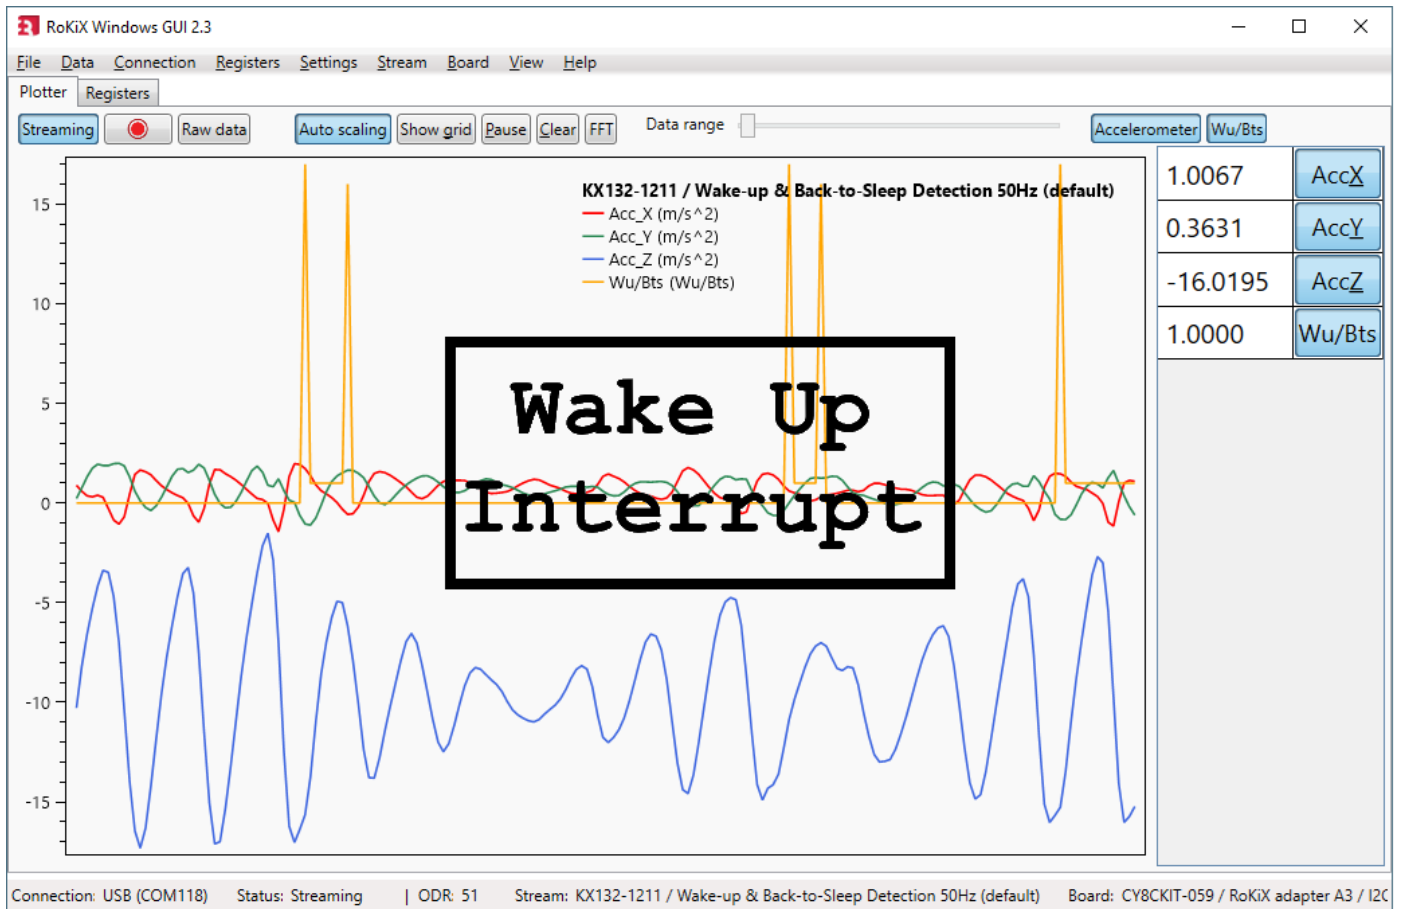 RoKiX Windows GUI 2.3
File Data Connection Registers Settings Stream Board View Help
Plotter Registers
Streaming Raw data Auto scaling Show grid Pause Clear FFT Data range Accelerometer Wu/Bts
KX132-1211 / Wake-up & Back-to-Sleep Detection 50Hz (default)
Acc_X (m/s^2)
Acc_Y (m/s^2)
Acc_Z (m/s^2)
Wu/Bts (Wu/Bts)
15
10
5
0
-5
-10
-15
Wake Up
Interrupt
1.0067 AccX
0.3631 AccY
-16.0195 AccZ
1.0000 Wu/Bts
Connection: USB (COM118) Status: Streaming | ODR: 51 Stream: KX132-1211 / Wake-up & Back-to-Sleep Detection 50Hz (default) Board: CY8CKIT-059 / RoKiX adapter A3 / I2C